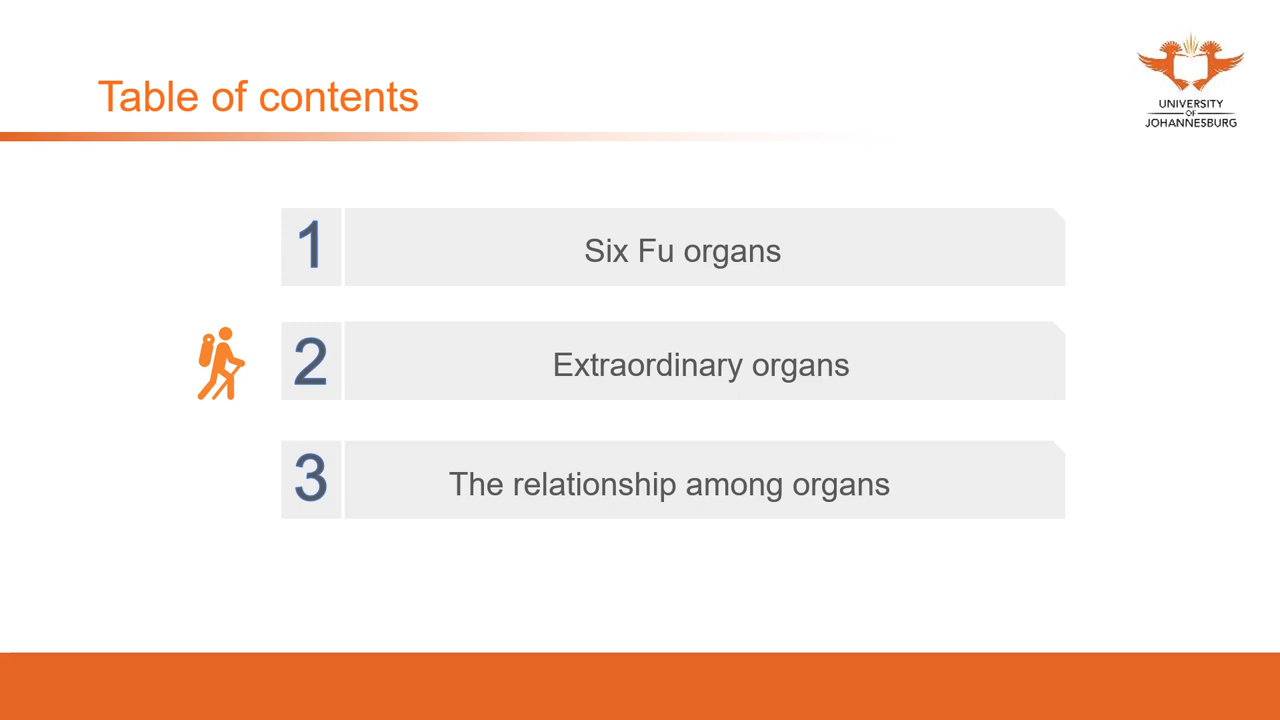 Table of contents
UNIVERSITY
OF
JOHANNESBURG
1
Six Fu organs
2
Extraordinary organs
3
The relationship among organs